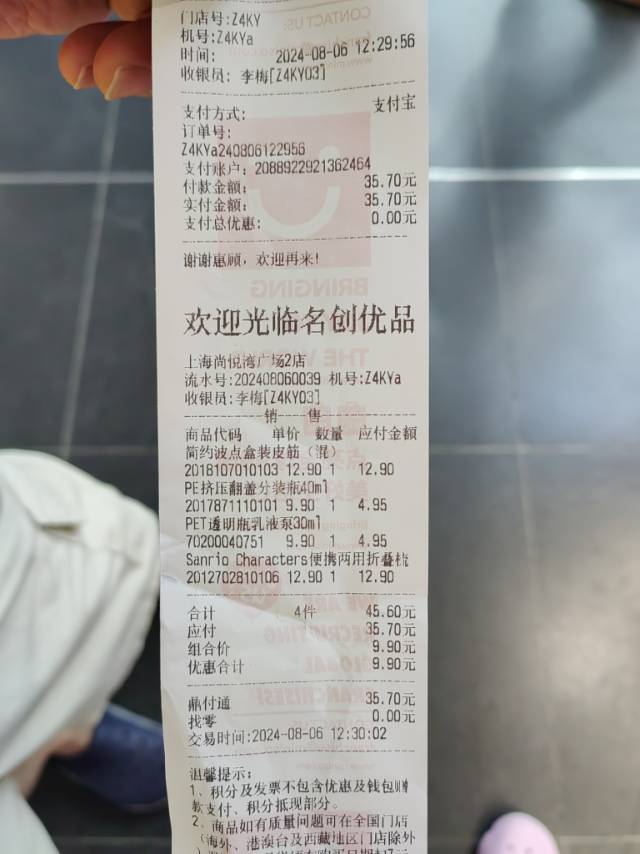 门店号:Z4KY
机号:Z4KYa
时间: 2024-08-06 12:29:56
收银员: 李梅[Z4KY03]
支付方式: 支付宝
订单号:
Z4KYa240806122956
支付账户: 2088922921362464
付款金额: 35.70元
实付金额: 35.70元
支付总优惠: 0.00元
谢谢惠顾，欢迎再来!
欢迎光临名创优品
上海尚悦湾广场2店
流水号:202408060039 机号:Z4KYa
收银员:李梅[Z4KY03]
销 售
商品代码 单价 数量 应付金额
简约波点盒装皮筋（混）
2018107010103 12.90 1 12.90
PE挤压翻盖分装瓶40ml
2017871110101 9.90 1 4.95
PET透明瓶乳液泵30ml
70200040751 9.90 1 4.95
Sanrio Characters便携两用折叠梳
2012702810106 12.90 1 12.90
合计 4件 45.60元
应付 35.70元
组合价 9.90元
优惠合计 9.90元
鼎付通 35.70元
找零 0.00元
交易时间:2024-08-06 12:30:02
温馨提示:
1、积分及发票不包含优惠及钱包赠
款支付、积分抵现部分。
2、商品如有质量问题可在全国门店
(海外、港澳台及西藏地区门店除外